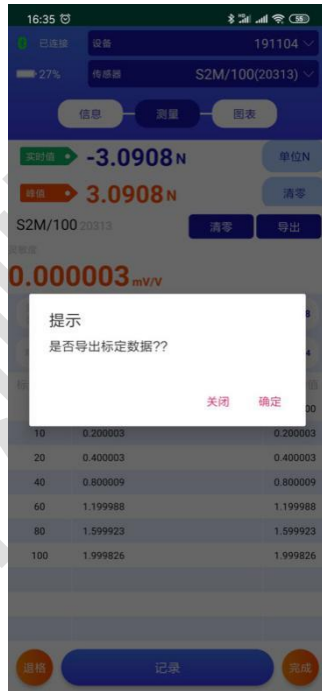 16:35 55
已连接 设备 191104
27% 传感器 S2M/100(20313)
信息 测量 图表
实时值 -3.0908 N 单位N
峰值 3.0908 N 清零
S2M/100 20313 清零 导出
0.000003 mV/V
提示
是否导出标定数据??
关闭 确定
10 0.200003 0.200003
20 0.400003 0.400003
40 0.800009 0.800009
60 1.199988 1.199988
80 1.599923 1.599923
100 1.999826 1.999826
退格 记录 完成